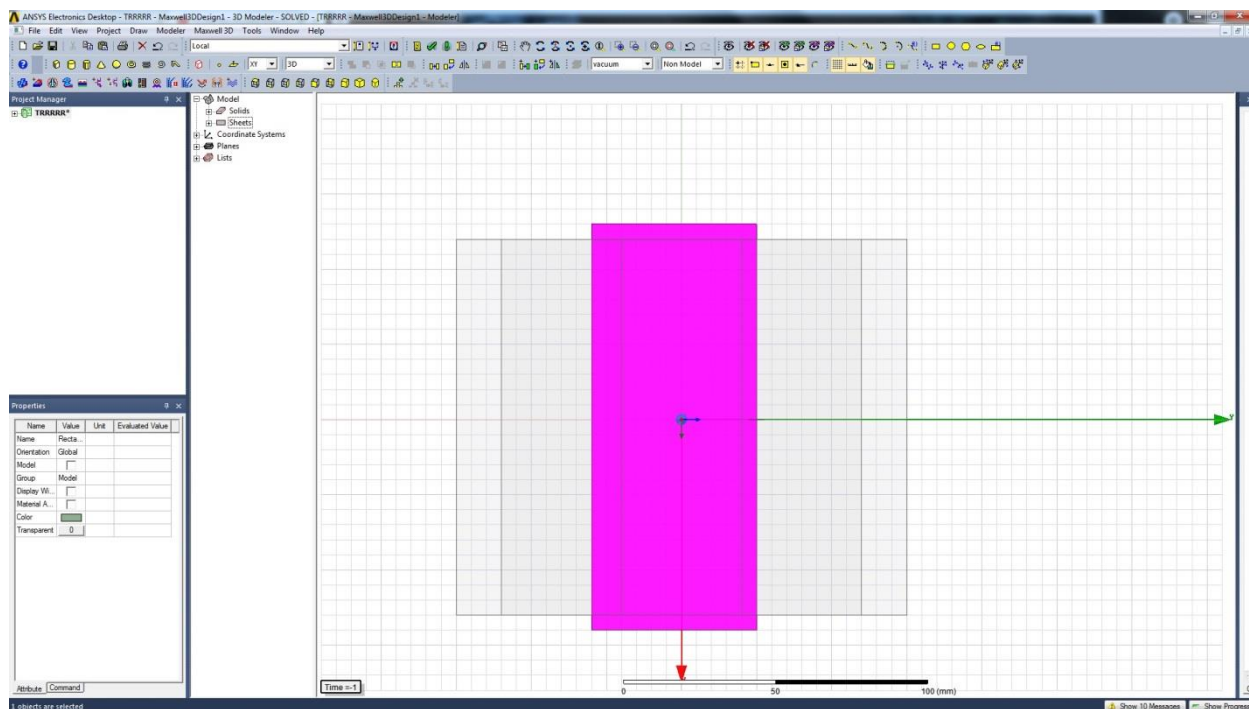 ANSYS Electronics Desktop - TRRRRR - Maxwell3DDesign1 - 3D Modeler - SOLVED - [TRRRRR - Maxwell3DDesign1 - Modeler]
File Edit View Project Draw Modeler Maxwell 3D Tools Window Help
Local
XY 3D vacuum Non Model
Project Manager
TRRRRR*
Model
Solids
Sheets
Coordinate Systems
Planes
Lists
Properties
Name Value Unit Evaluated Value
Name Recta...
Orientation Global
Model
Group Model
Display Wi...
Material A...
Color
Transparent 0
Attribute Command
Time =-1
0 50 100 (mm)
1 objects are selected
Show 10 Messages Show Progress